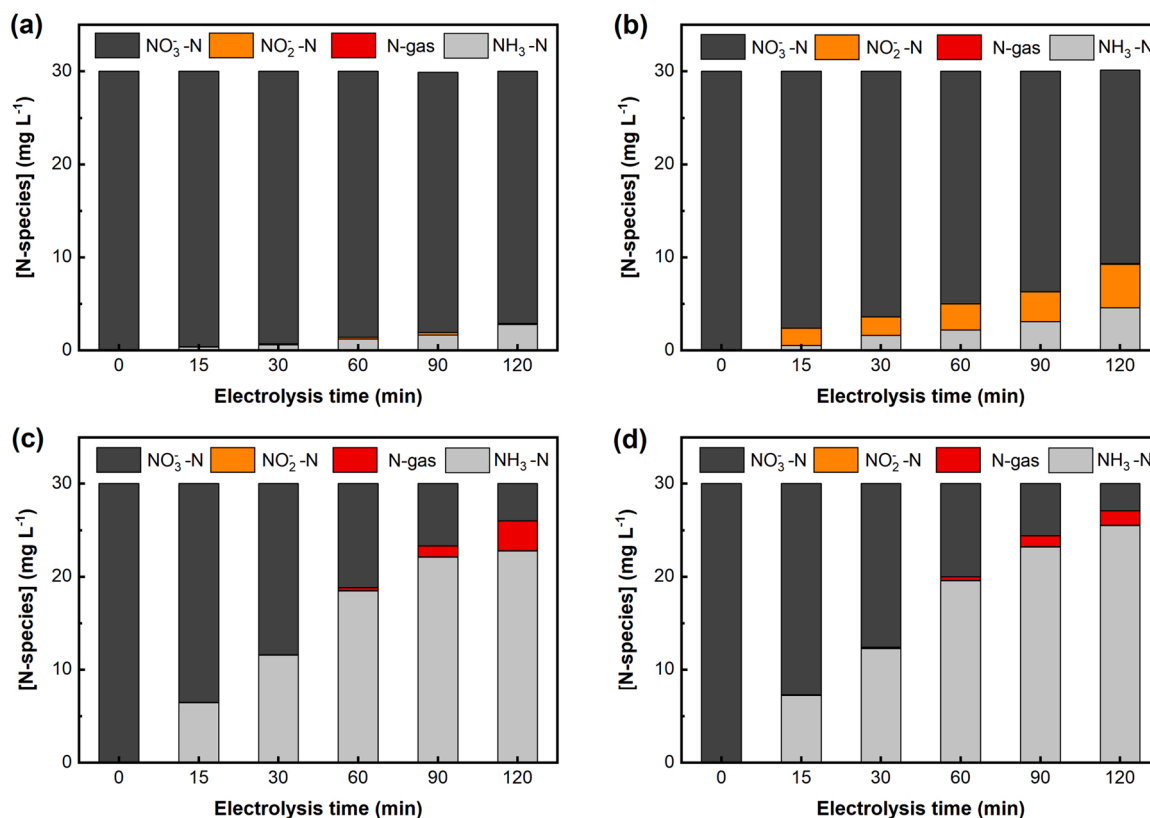 (a)
NO₃⁻-N NO₂⁻-N N-gas NH₃-N
30
20
10
0
[N-species] (mg L⁻¹)
0 15 30 60 90 120
Electrolysis time (min)
(b)
NO₃⁻-N NO₂⁻-N N-gas NH₃-N
30
20
10
0
[N-species] (mg L⁻¹)
0 15 30 60 90 120
Electrolysis time (min)
(c)
NO₃⁻-N NO₂⁻-N N-gas NH₃-N
30
20
10
0
[N-species] (mg L⁻¹)
0 15 30 60 90 120
Electrolysis time (min)
(d)
NO₃⁻-N NO₂⁻-N N-gas NH₃-N
30
20
10
0
[N-species] (mg L⁻¹)
0 15 30 60 90 120
Electrolysis time (min)